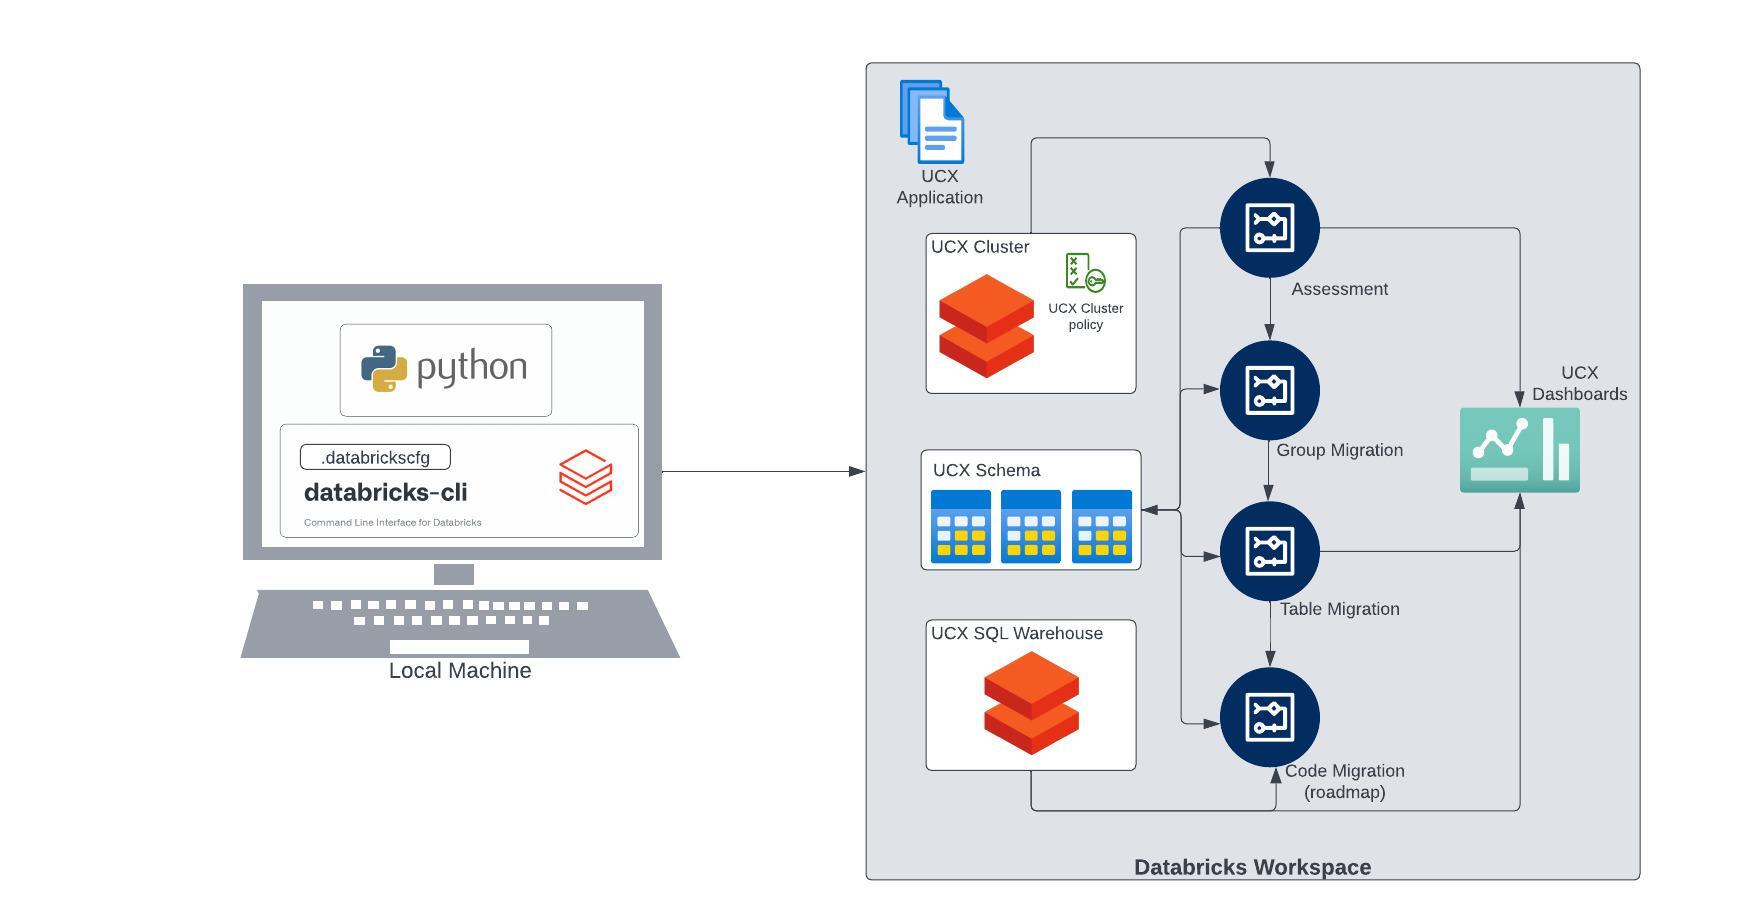 UCX
Application
UCX Cluster
UCX Cluster
policy
Assessment
python
UCX
Dashboards
Group Migration
.databrickscfg
databricks-cli
Command Line Interface for Databricks
UCX Schema
Table Migration
UCX SQL Warehouse
Local Machine
Code Migration
(roadmap)
Databricks Workspace